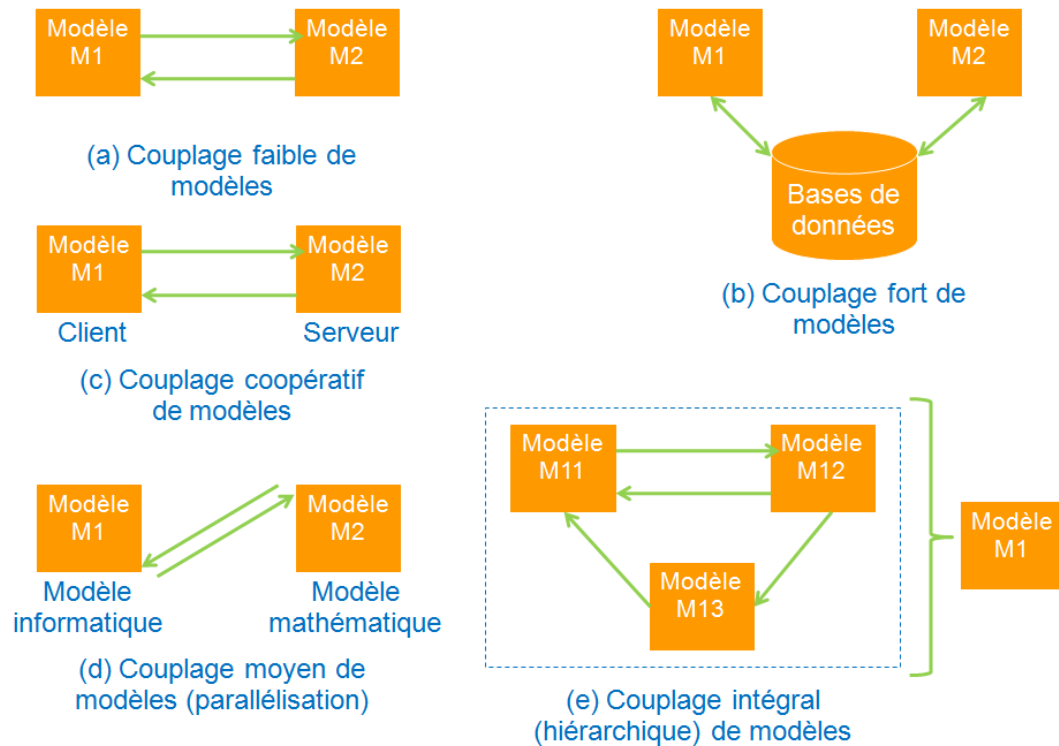 Modèle
M1
Modèle
M2
(a) Couplage faible de
modèles
Modèle
M1
Modèle
M2
Bases de
données
(b) Couplage fort de
modèles
Modèle
M1
Modèle
M2
Client
Serveur
(c) Couplage coopératif
de modèles
Modèle
M1
Modèle
M2
Modèle
informatique
Modèle
mathématique
(d) Couplage moyen de
modèles (parallélisation)
Modèle
M11
Modèle
M12
Modèle
M13
Modèle
M1
(e) Couplage intégral
(hiérarchique) de modèles